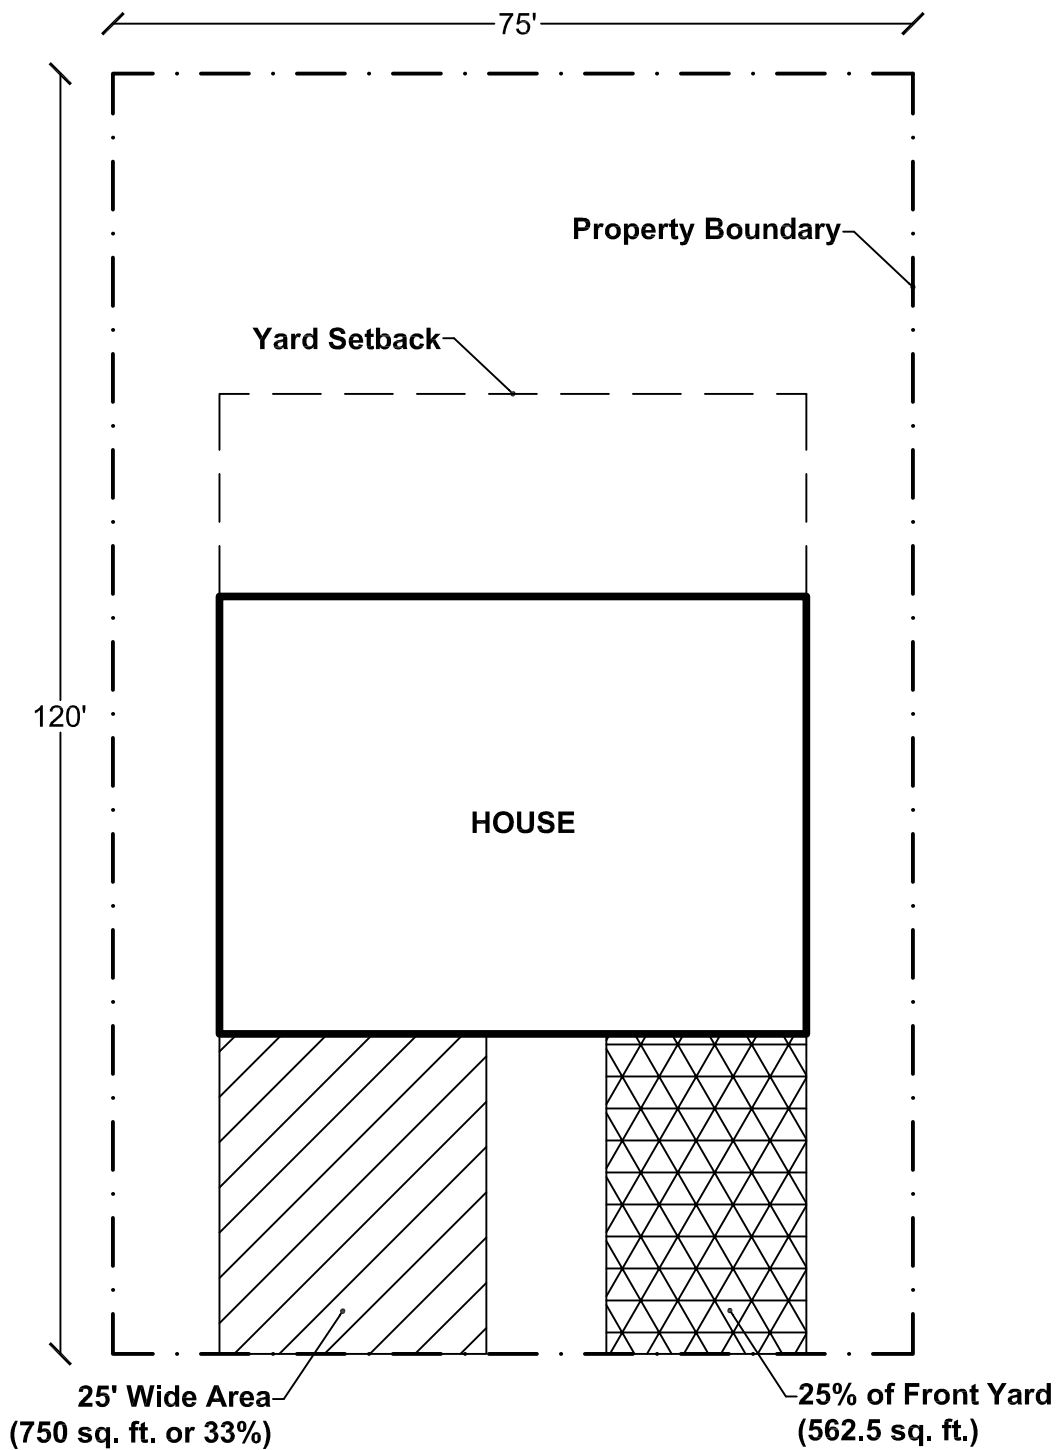 75'
Property Boundary
Yard Setback
120'
HOUSE
25' Wide Area
(750 sq. ft. or 33%)
25% of Front Yard
(562.5 sq. ft.)